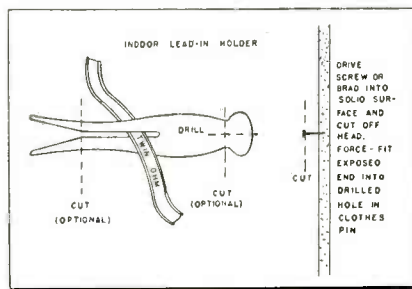 INDOOR LEAD-IN HOLDER
DRILL
TWIN OHM
CUT
(OPTIONAL)
CUT
(OPTIONAL)
CUT
DRIVE
SCREW OR
BRAD INTO
SOLID SUR-
FACE AND
CUT OFF
HEAD.
FORCE-FIT
EXPOSED
END INTO
DRILLED
HOLE IN
CLOTHES
PIN